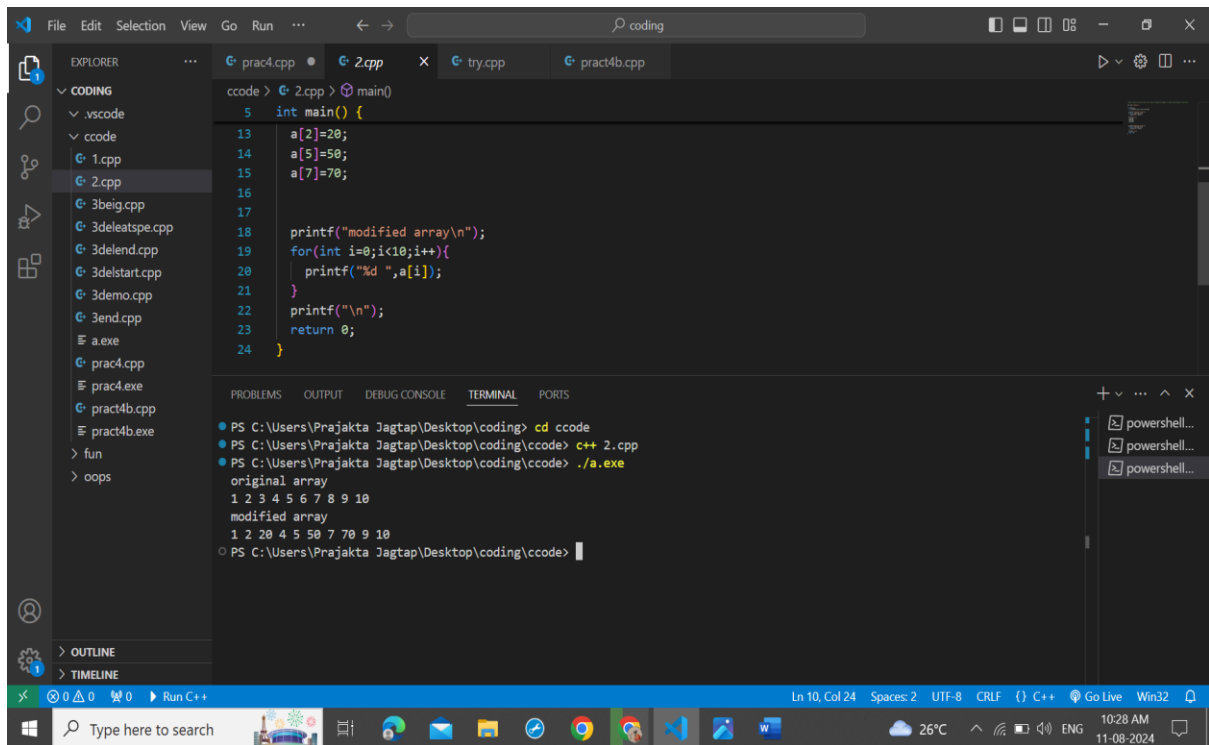 File Edit Selection View Go Run ··· coding
EXPLORER ···
CODING
.vscode
ccode
1.cpp
2.cpp
3beig.cpp
3deleatspe.cpp
3delend.cpp
3delstart.cpp
3demo.cpp
3end.cpp
a.exe
prac4.cpp
prac4.exe
pract4b.cpp
pract4b.exe
fun
oops
OUTLINE
TIMELINE
prac4.cpp 2.cpp try.cpp pract4b.cpp
ccode > 2.cpp > main()
5 int main() {
13 a[2]=20;
14 a[5]=50;
15 a[7]=70;
16
17
18 printf("modified array\n");
19 for(int i=0;i<10;i++){
20 printf("%d ",a[i]);
21 }
22 printf("\n");
23 return 0;
24 }
PROBLEMS OUTPUT DEBUG CONSOLE TERMINAL PORTS
PS C:\Users\Prajakta Jagtap\Desktop\coding> cd ccode
PS C:\Users\Prajakta Jagtap\Desktop\coding\ccode> c++ 2.cpp
PS C:\Users\Prajakta Jagtap\Desktop\coding\ccode> ./a.exe
original array
1 2 3 4 5 6 7 8 9 10
modified array
1 2 20 4 5 50 7 70 9 10
PS C:\Users\Prajakta Jagtap\Desktop\coding\ccode>
powershell...
powershell...
powershell...
1
1
0 0 0 Run C++ Ln 10, Col 24 Spaces: 2 UTF-8 CRLF {} C++ Go Live Win32
Type here to search 26°C ENG 10:28 AM
11-08-2024